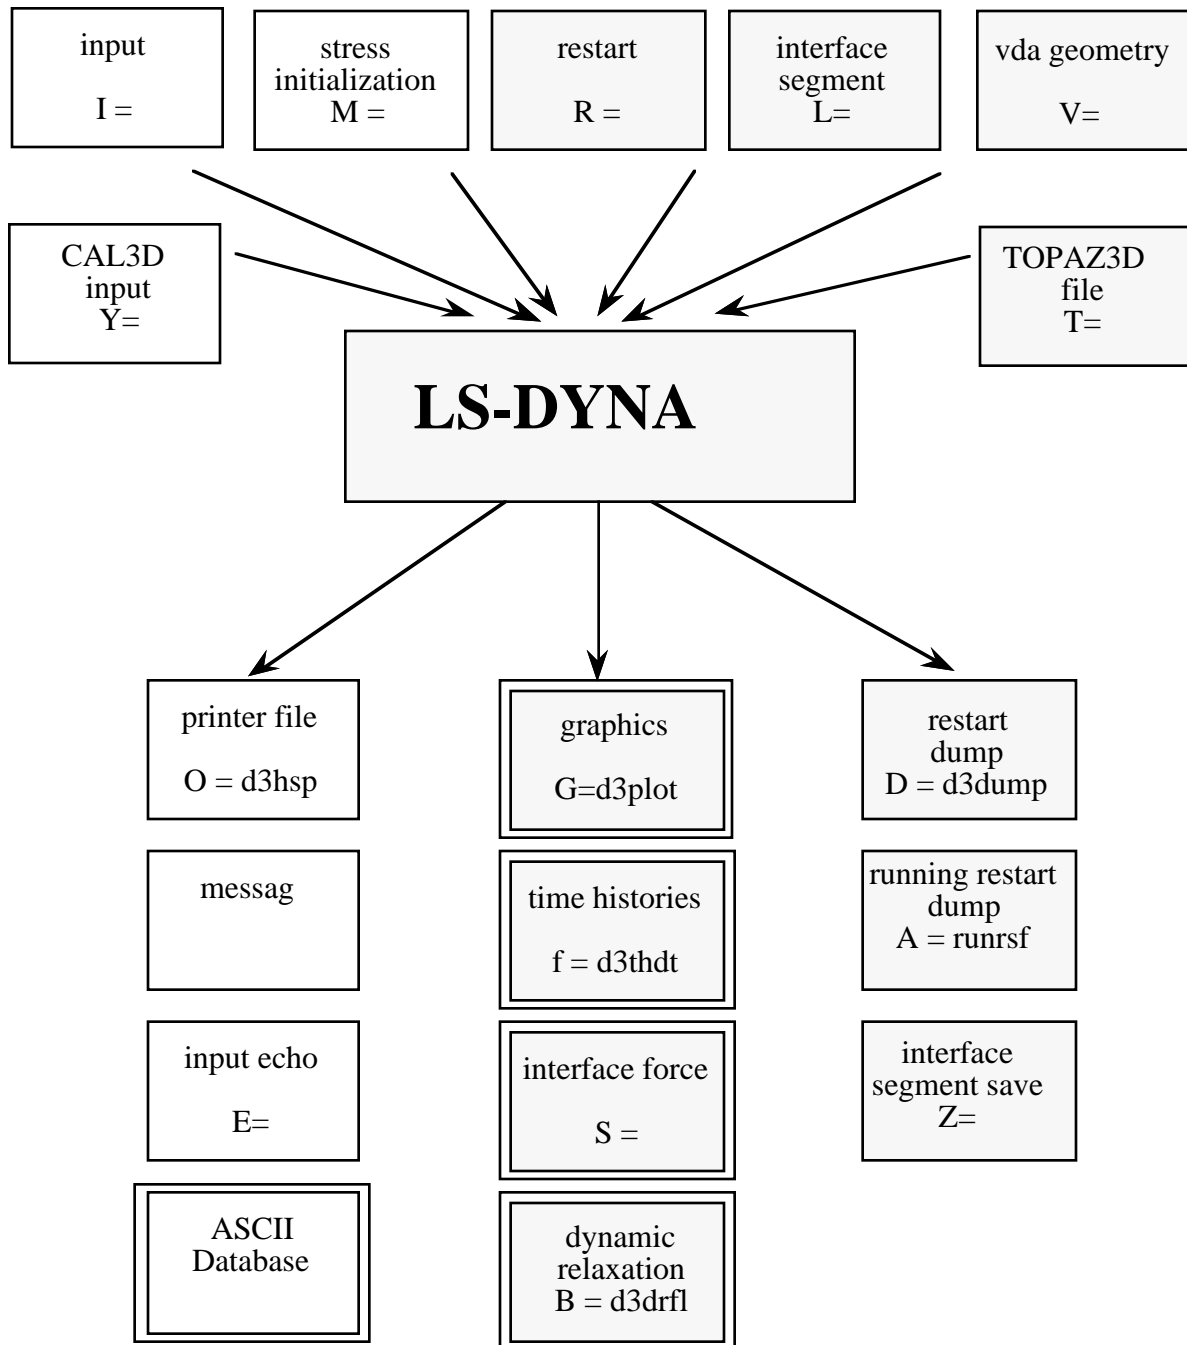 input
I =
stress
initialization
M =
restart
R =
interface
segment
L=
vda geometry
V=
CAL3D
input
Y=
TOPAZ3D
file
T=
LS-DYNA
printer file
O = d3hsp
graphics
G=d3plot
restart
dump
D = d3dump
messag
time histories
f = d3thdt
running restart
dump
A = runrsf
input echo
E=
interface force
S =
interface
segment save
Z=
ASCII
Database
dynamic
relaxation
B = d3drfl